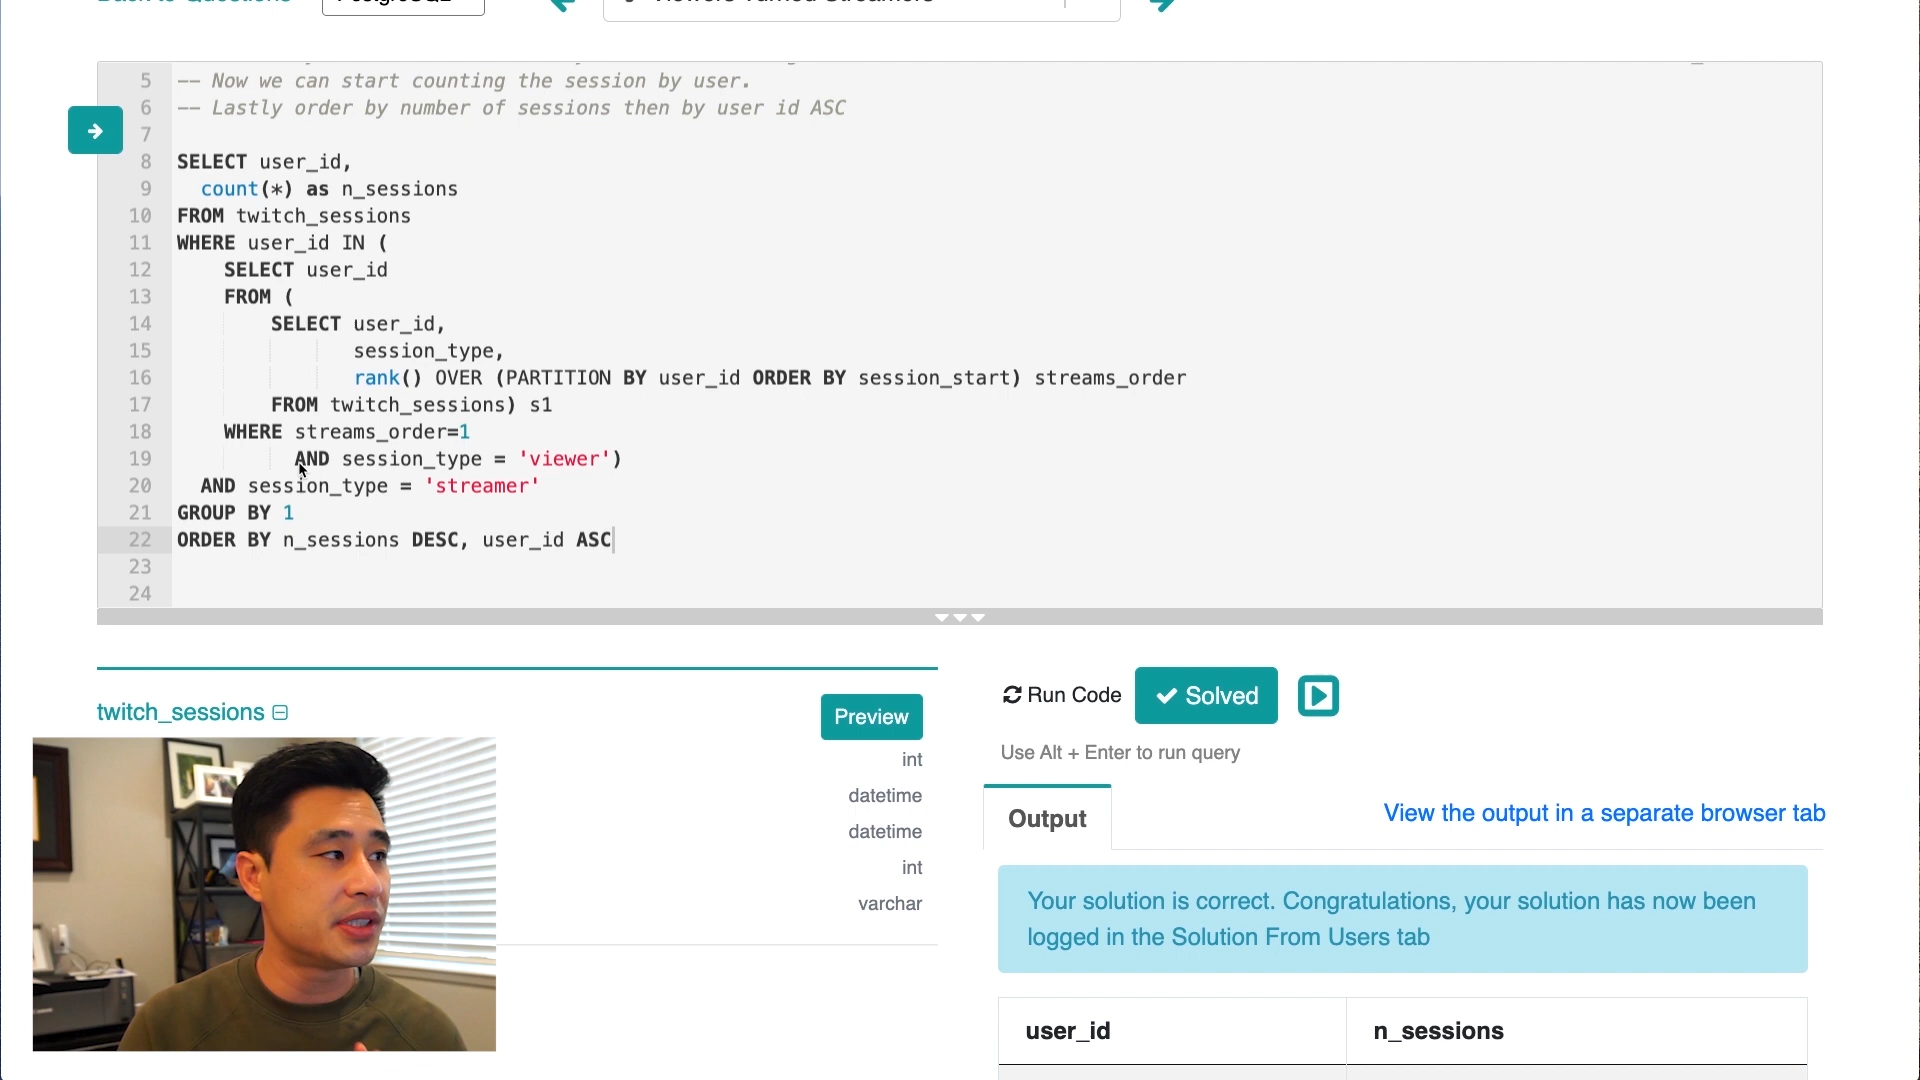 5 -- Now we can start counting the session by user.
6 -- Lastly order by number of sessions then by user id ASC
7
8 SELECT user_id,
9 count(*) as n_sessions
10 FROM twitch_sessions
11 WHERE user_id IN (
12 SELECT user_id
13 FROM (
14 SELECT user_id,
15 session_type,
16 rank() OVER (PARTITION BY user_id ORDER BY session_start) streams_order
17 FROM twitch_sessions) s1
18 WHERE streams_order=1
19 AND session_type = 'viewer')
20 AND session_type = 'streamer'
21 GROUP BY 1
22 ORDER BY n_sessions DESC, user_id ASC
23
24
twitch_sessions
Preview
int
datetime
datetime
int
varchar
Run Code
Solved
Use Alt + Enter to run query
Output
View the output in a separate browser tab
Your solution is correct. Congratulations, your solution has now been
logged in the Solution From Users tab
user_id n_sessions